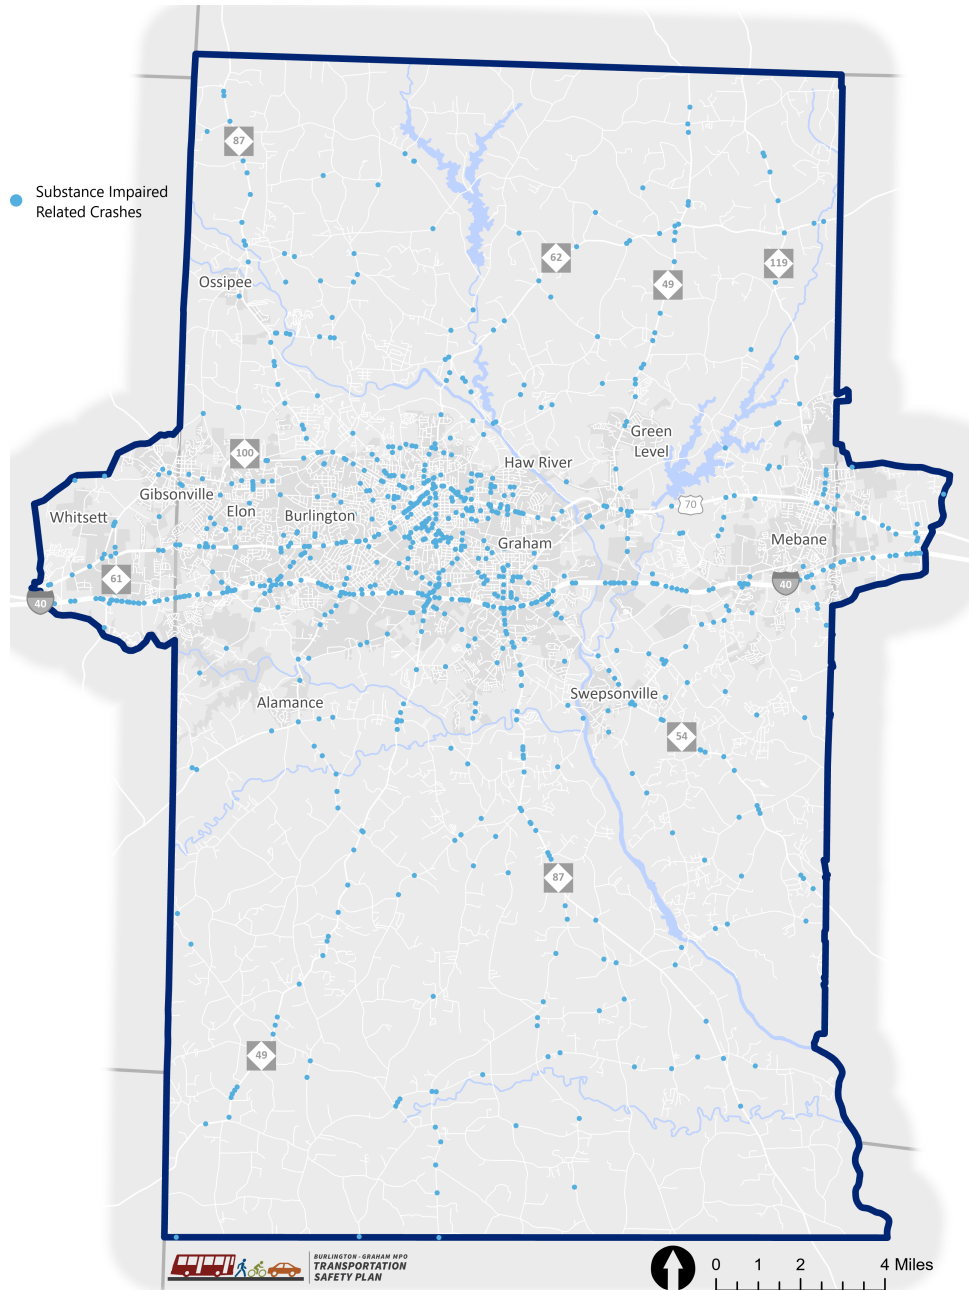 87
Substance Impaired
Related Crashes
62
119
49
Ossipee
Green
Level
100
Haw River
Gibsonville
Elon
Burlington
Whitsett
70
Graham
Mebane
61
40
40
Swepsonville
Alamance
54
87
49
BURLINGTON - GRAHAM MPO
TRANSPORTATION
SAFETY PLAN
0 1 2 4 Miles